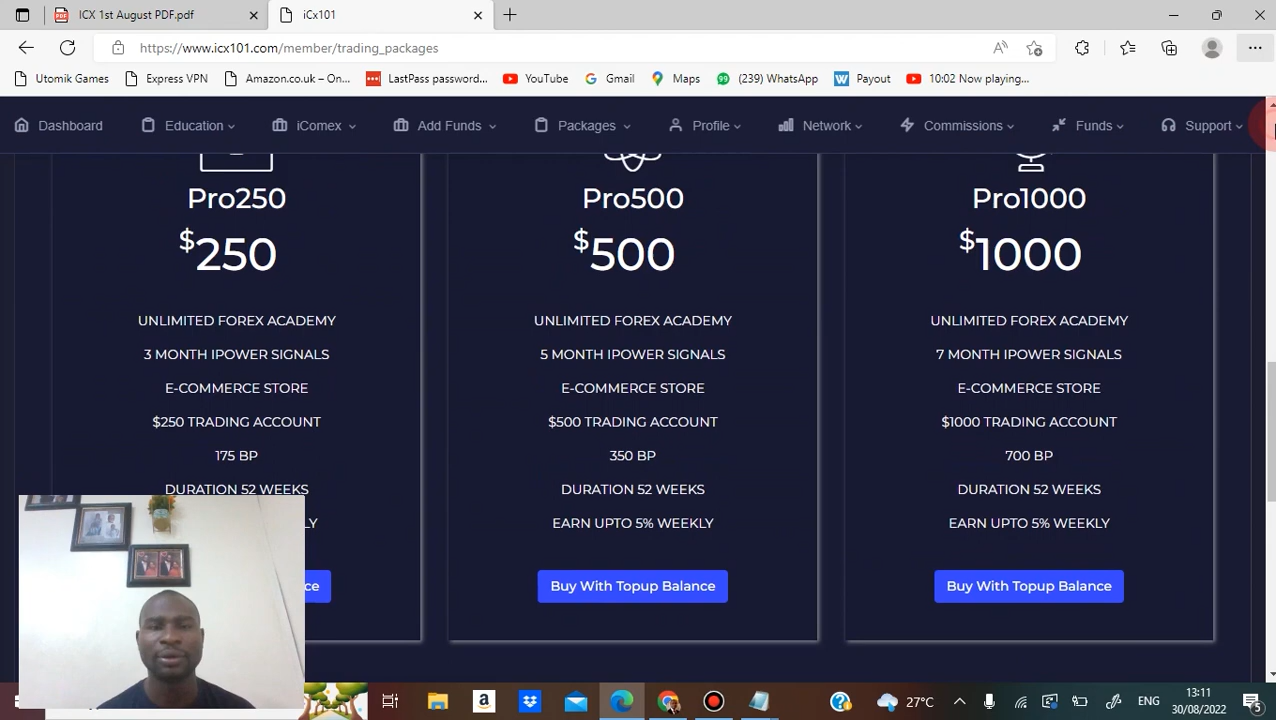 ICX 1st August PDF.pdf
iCx101
https://www.icx101.com/member/trading_packages
Utomik Games
Express VPN
Amazon.co.uk – On...
LastPass password...
YouTube
Gmail
Maps
(239) WhatsApp
Payout
10:02 Now playing...
Dashboard
Education
iComex
Add Funds
Packages
Profile
Network
Commissions
Funds
Support
Pro250
$250
UNLIMITED FOREX ACADEMY
3 MONTH IPOWER SIGNALS
E-COMMERCE STORE
$250 TRADING ACCOUNT
175 BP
DURATION 52 WEEKS
LY
ce
Pro500
$500
UNLIMITED FOREX ACADEMY
5 MONTH IPOWER SIGNALS
E-COMMERCE STORE
$500 TRADING ACCOUNT
350 BP
DURATION 52 WEEKS
EARN UPTO 5% WEEKLY
Buy With Topup Balance
Pro1000
$1000
UNLIMITED FOREX ACADEMY
7 MONTH IPOWER SIGNALS
E-COMMERCE STORE
$1000 TRADING ACCOUNT
700 BP
DURATION 52 WEEKS
EARN UPTO 5% WEEKLY
Buy With Topup Balance
27°C
ENG
13:11
30/08/2022
5